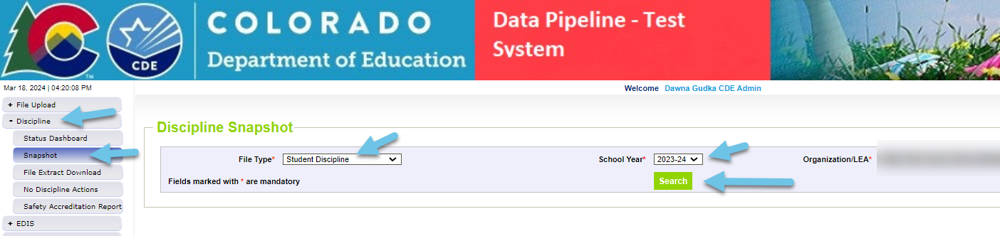 COLORADO
Department of Education
TM
CDE
Data Pipeline - Test
System
Mar 18, 2024 | 04:20:08 PM
Welcome Dawna Gudka CDE Admin
+ File Upload
- Discipline
Status Dashboard
Snapshot
File Extract Download
No Discipline Actions
Safety Accreditation Report
+ EDIS
Discipline Snapshot
File Type* Student Discipline School Year* 2023-24 Organization/LEA*
Fields marked with * are mandatory Search